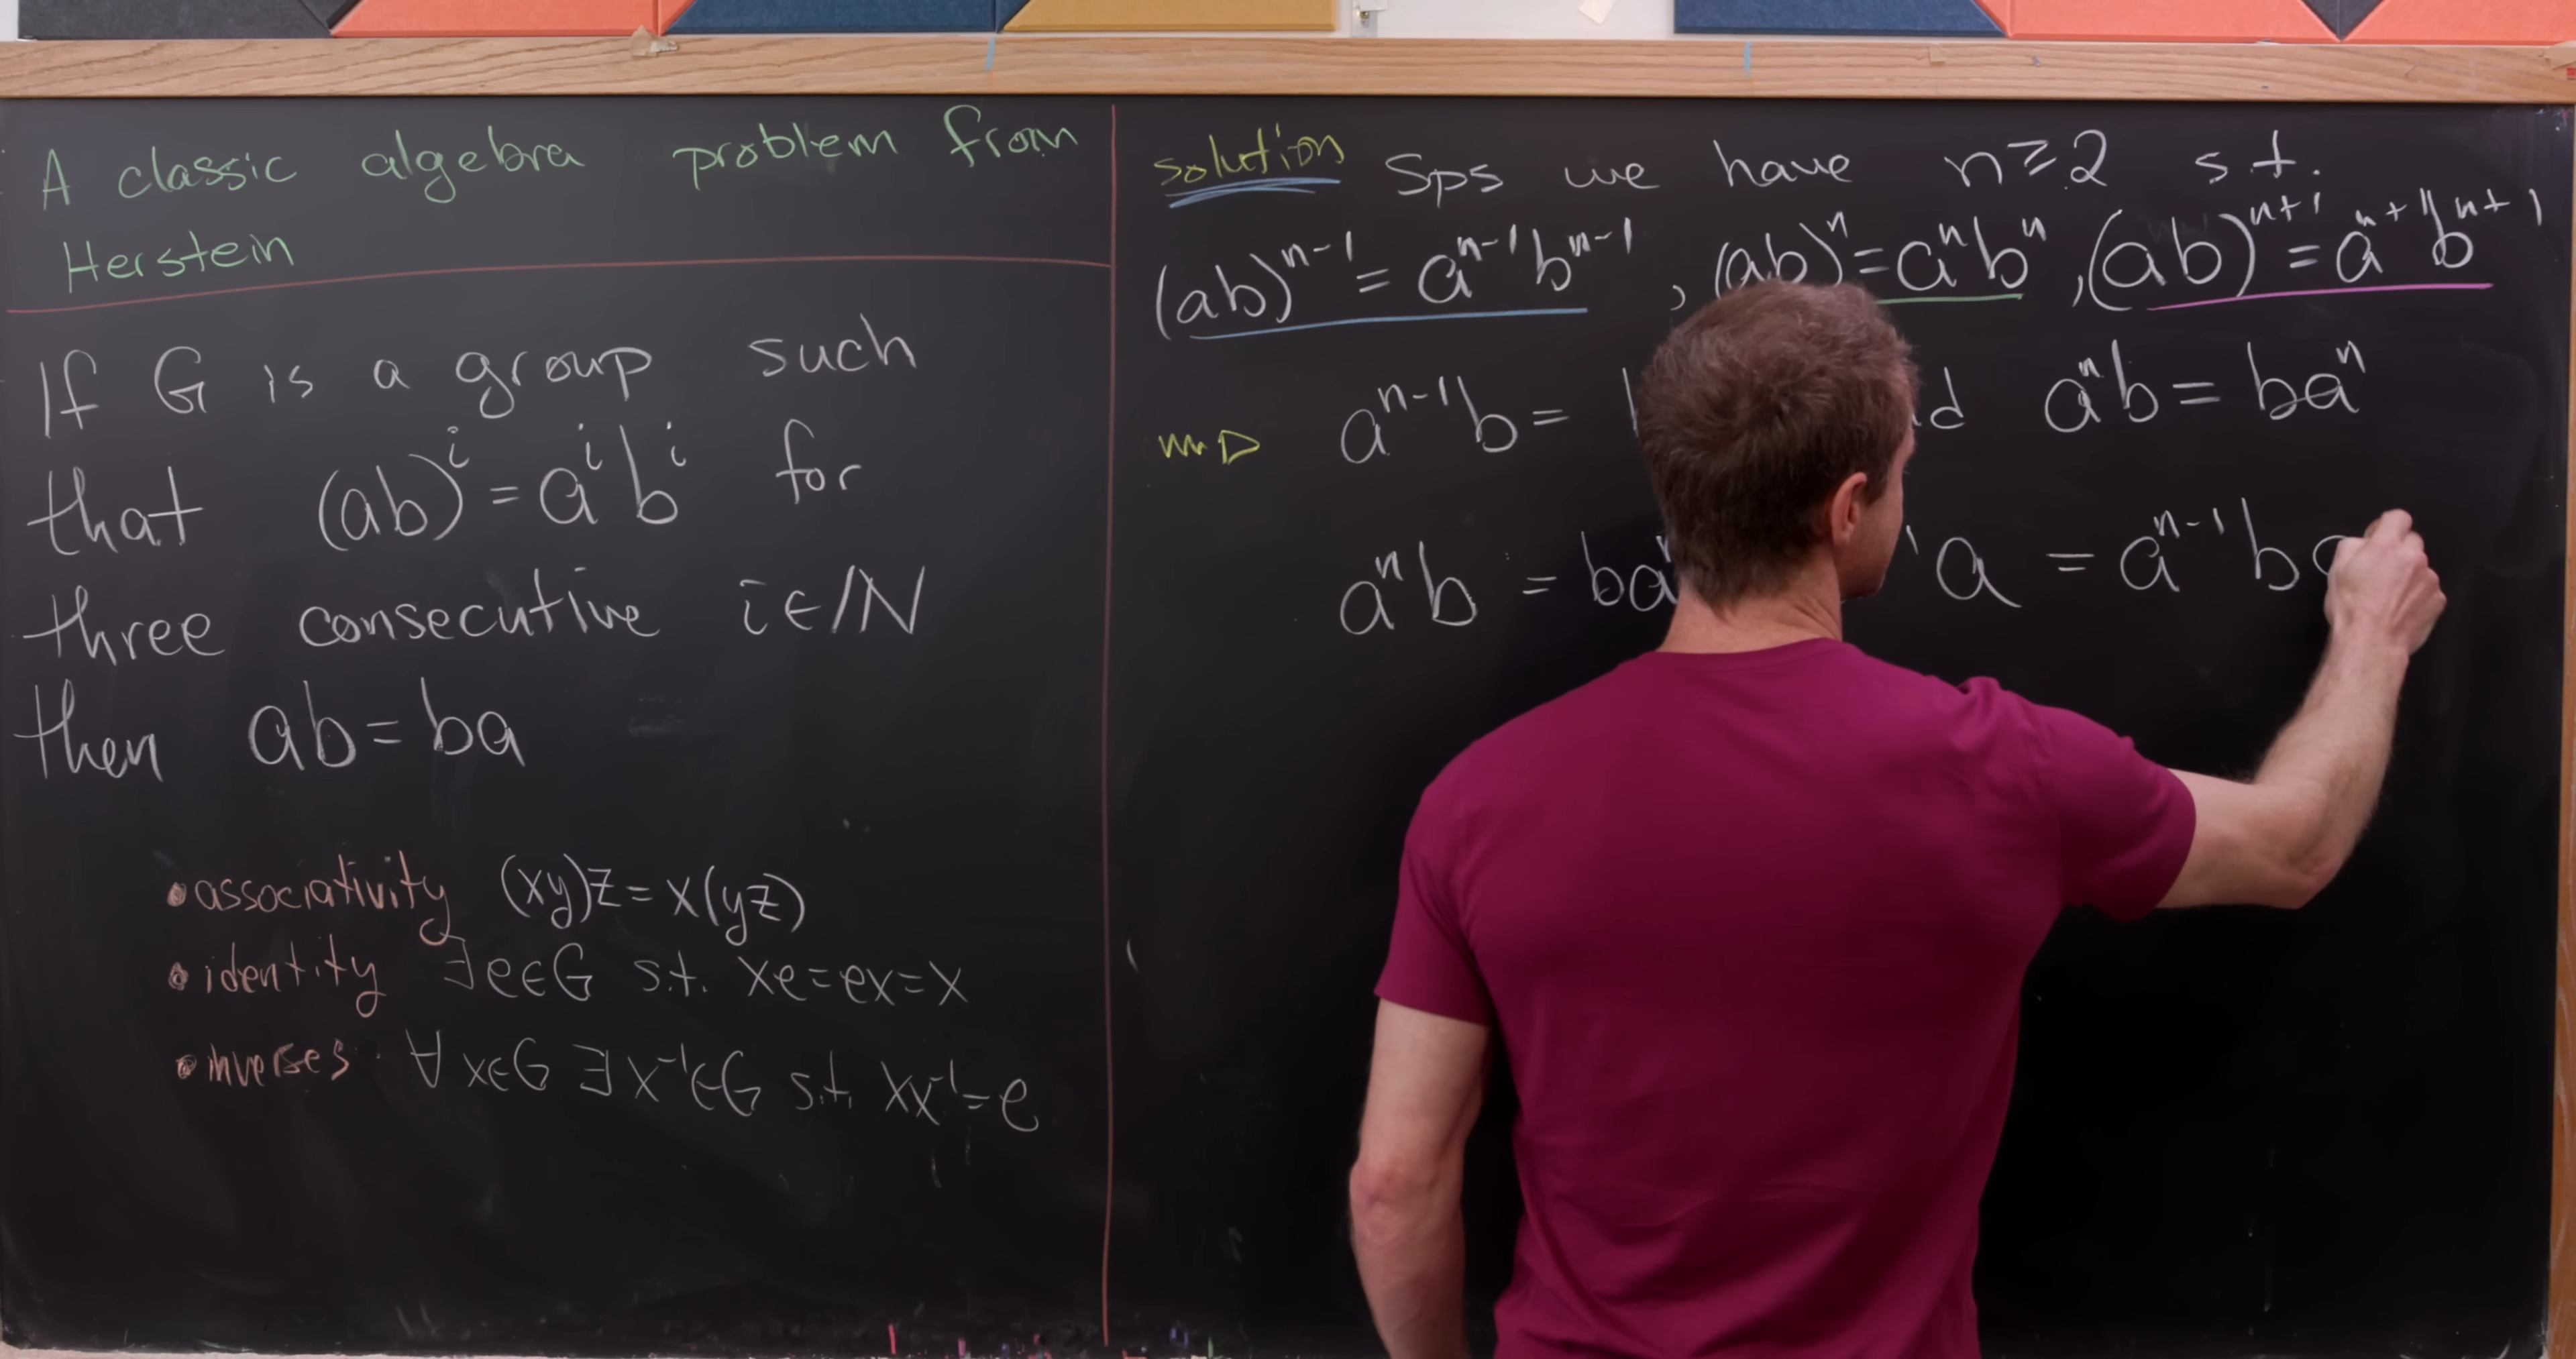 A classic algebra problem from
Herstein
If G is a group such
that (ab)^i = a^i b^i for
three consecutive i∈ℕ
then ab = ba
• associativity (xy)z = x(yz)
• identity ∃e∈G s.t. xe=ex=x
• inverses ∀x∈G ∃x^{-1}∈G s.t. xx^{-1}=e
solution Sps we have n≥2 s.t.
(ab)^{n-1} = a^{n-1}b^{n-1}, (ab)^n = a^n b^n, (ab)^{n+1} = a^{n+1}b^{n+1}
a^{n-1}b = a^n b = ba^n
a^n b = ba a = a^{n-1}b